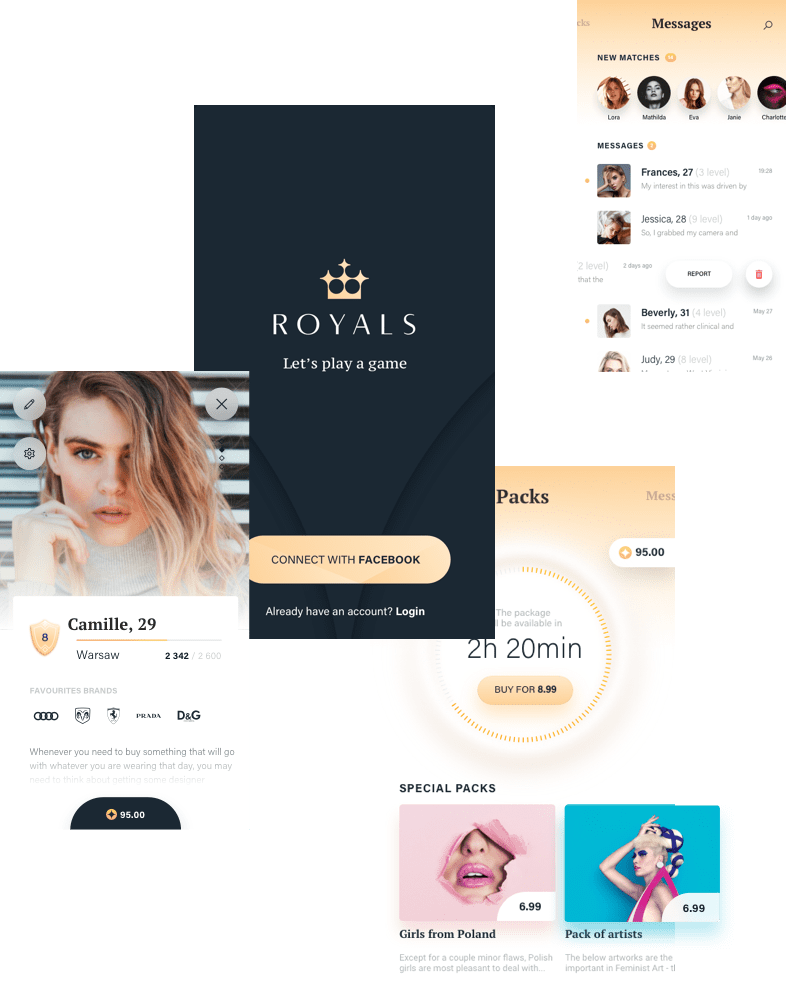 cks
Messages
NEW MATCHES
Lora
Mathilda
Eva
Janie
Charlotte
MESSAGES
Frances, 27 (3 level)
19:28
My interest in this was driven by
Jessica, 28 (9 level)
1 day ago
So, I grabbed my camera and
2 level)
2 days ago
that the
REPORT
Beverly, 31 (4 level)
May 27
It seemed rather clinical and
Judy, 29 (8 level)
May 26
ROYALS
Let's play a game
CONNECT WITH FACEBOOK
Already have an account? Login
8
Camille, 29
Warsaw
2 342 / 2 600
FAVOURITES BRANDS
PRADA
D&G
Whenever you need to buy something that will go
with whatever you are wearing that day, you may
need to think about getting some designer
95.00
Packs
Mess
95.00
The package
ll be available in
2h 20min
BUY FOR 8.99
SPECIAL PACKS
6.99
Girls from Poland
Except for a couple minor flaws, Polish
girls are most pleasant to deal with...
6.99
Pack of artists
The below artworks are the
important in Feminist Art - t